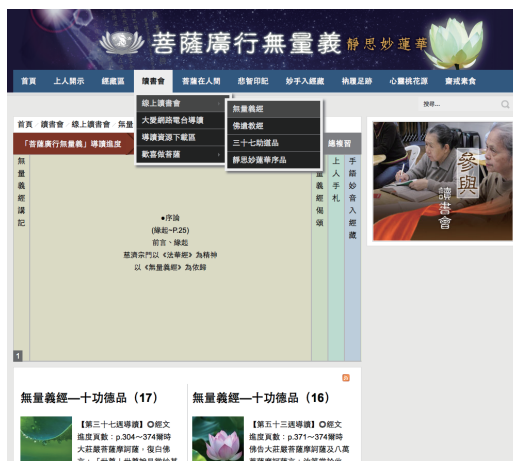 菩薩廣行無量義 靜思妙蓮華
首頁 上人開示 經藏區 讀書會 菩薩在人間 悲智印記 妙手入經藏 衲履足跡 心靈桃花源 齋戒素食
線上讀書會
大愛網路電台導讀
導讀資源下載區
歡喜做菩薩
無量義經
佛遺教經
三十七助道品
靜思妙蓮華序品
搜尋...
首頁 讀書會 線上讀書會 無量
「菩薩廣行無量義」導讀進度
總複習
無量義經講記
●序論
(緣起~P.25)
前言、緣起
慈濟宗門以《法華經》為精神
以《無量義經》為依歸
量義經偈頌
上人手札
手語妙音入經藏
參與
讀書會
1
無量義經—十功德品(17)
【第三十七週導讀】◎經文
進度頁數:p.304~374爾時
大莊嚴菩薩摩訶薩,復白佛
無量義經—十功德品(16)
【第五十三週導讀】◎經文
進度頁數:p.371~374爾時
佛告大莊嚴菩薩摩訶薩及八萬